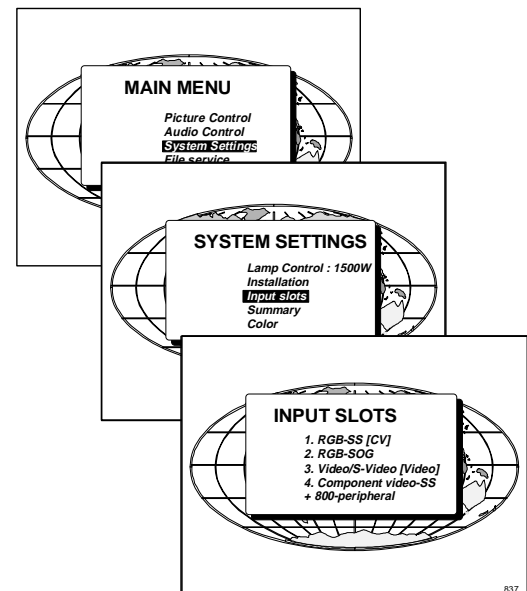 MAIN MENU
Picture Control
Audio Control
System Settings
File service
SYSTEM SETTINGS
Lamp Control : 1500W
Installation
Input slots
Summary
Color
INPUT SLOTS
1. RGB-SS [CV]
2. RGB-SOG
3. Video/S-Video [Video]
4. Component video-SS
+ 800-peripheral
837